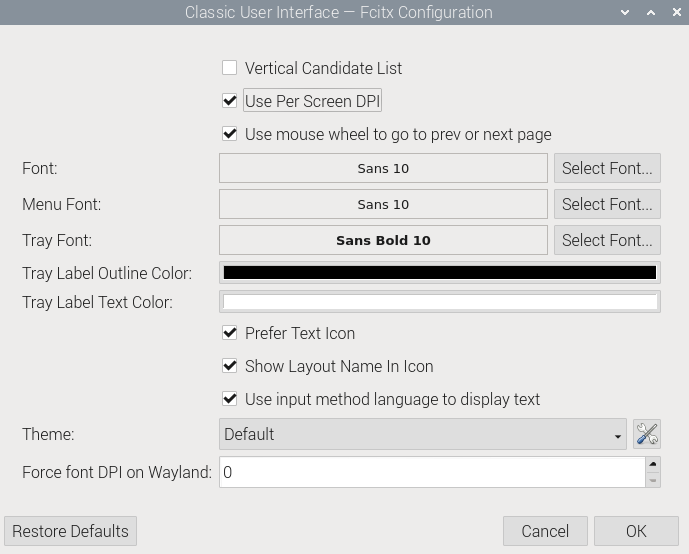 Classic User Interface — Fcitx Configuration
Vertical Candidate List
Use Per Screen DPI
Use mouse wheel to go to prev or next page
Font: Sans 10 Select Font...
Menu Font: Sans 10 Select Font...
Tray Font: Sans Bold 10 Select Font...
Tray Label Outline Color:
Tray Label Text Color:
Prefer Text Icon
Show Layout Name In Icon
Use input method language to display text
Theme: Default
Force font DPI on Wayland: 0
Restore Defaults Cancel OK